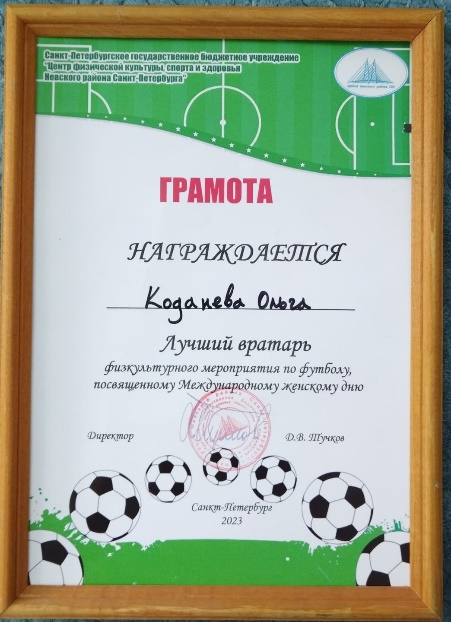 Санкт-Петербургское государственное бюджетное учреждение
"Центр физической культуры, спорта и здоровья
Невского района Санкт-Петербурга"
ГРАМОТА
НАГРАЖДАЕТСЯ
Коданева Ольга
Лучший вратарь
физкультурного мероприятия по футболу,
посвященному Международному женскому дню
Директор
Д.В. Тучков
Санкт-Петербург
2023